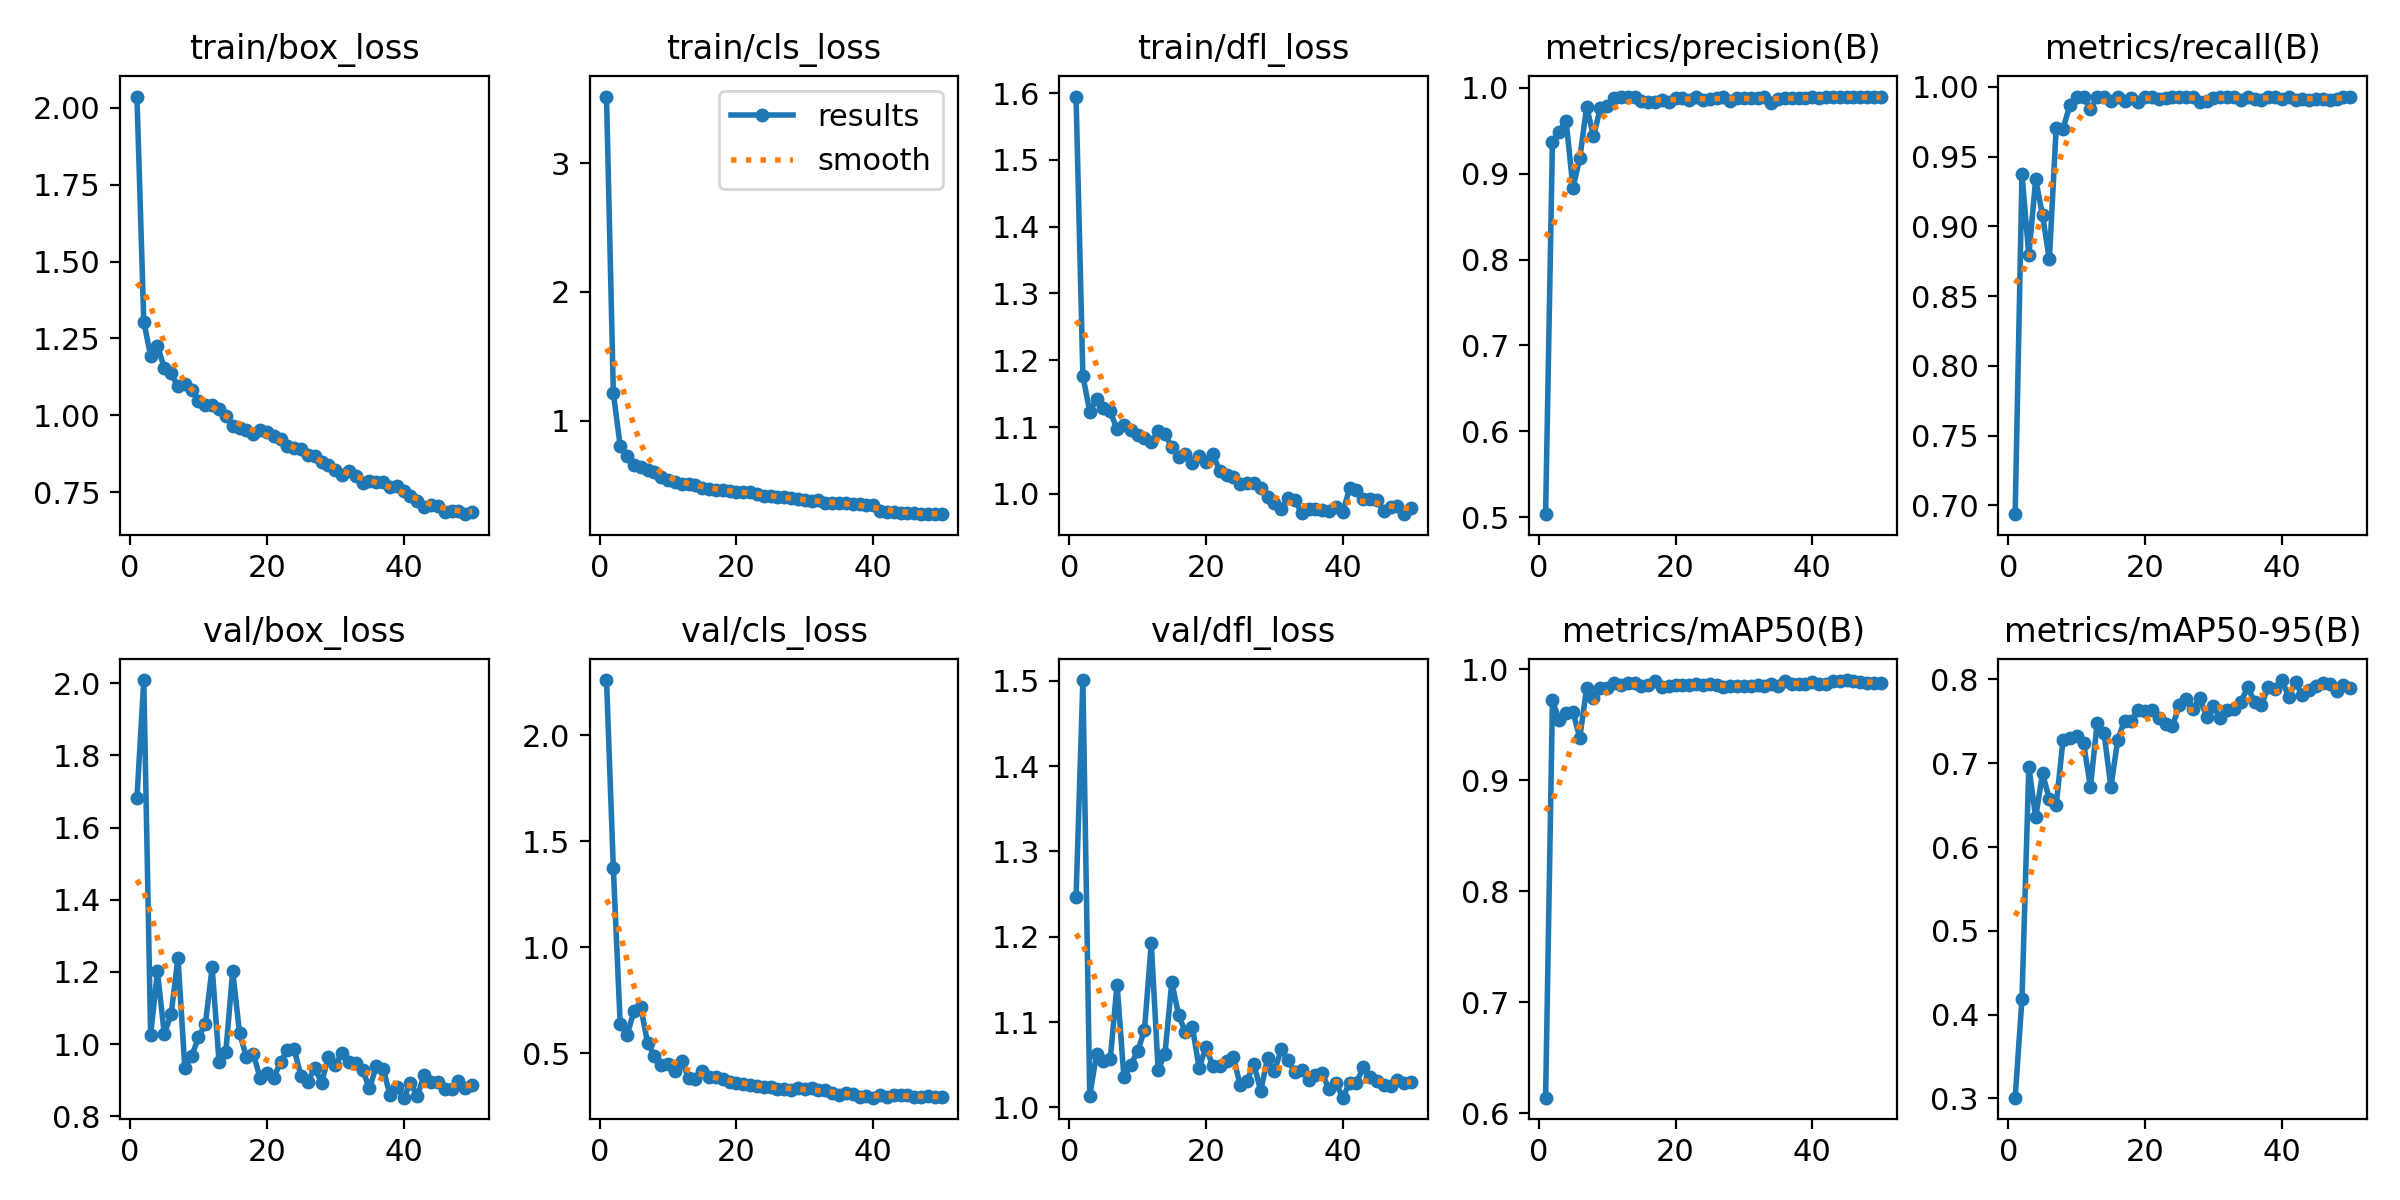 train/box_loss
2.00
1.75
1.50
1.25
1.00
0.75
0 20 40
train/cls_loss
results
smooth
3
2
1
0 20 40
train/dfl_loss
1.6
1.5
1.4
1.3
1.2
1.1
1.0
0 20 40
metrics/precision(B)
1.0
0.9
0.8
0.7
0.6
0.5
0 20 40
metrics/recall(B)
1.00
0.95
0.90
0.85
0.80
0.75
0.70
0 20 40
val/box_loss
2.0
1.8
1.6
1.4
1.2
1.0
0.8
0 20 40
val/cls_loss
2.0
1.5
1.0
0.5
0 20 40
val/dfl_loss
1.5
1.4
1.3
1.2
1.1
1.0
0 20 40
metrics/mAP50(B)
1.0
0.9
0.8
0.7
0.6
0 20 40
metrics/mAP50-95(B)
0.8
0.7
0.6
0.5
0.4
0.3
0 20 40